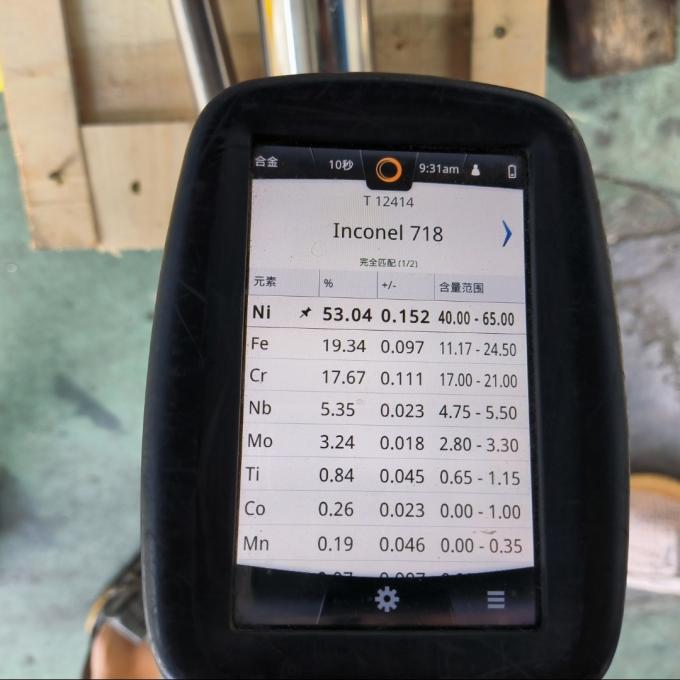 合金 10秒 9:31am
T 12414
Inconel 718
完全匹配 (1/2)
元素 % +/- 含量范围
Ni 53.04 0.152 40.00 - 65.00
Fe 19.34 0.097 11.17 - 24.50
Cr 17.67 0.111 17.00 - 21.00
Nb 5.35 0.023 4.75 - 5.50
Mo 3.24 0.018 2.80 - 3.30
Ti 0.84 0.045 0.65 - 1.15
Co 0.26 0.023 0.00 - 1.00
Mn 0.19 0.046 0.00 - 0.35